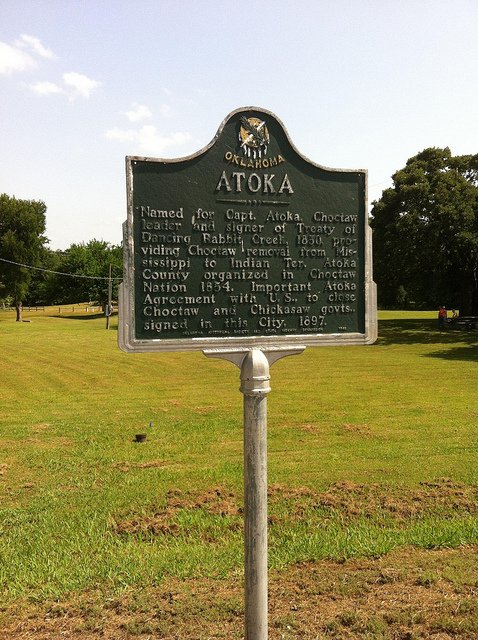 OKLAHOMA
ATOKA
Named for Capt. Atoka, Choctaw
leader and signer of Treaty of
Dancing Rabbit Creek, 1830, pro-
viding Choctaw removal from Mis-
sissippi to Indian Ter. Atoka
County organized in Choctaw
Nation 1854. Important Atoka
Agreement with U.S., to close
Choctaw and Chickasaw govts.,
signed in this City, 1897.